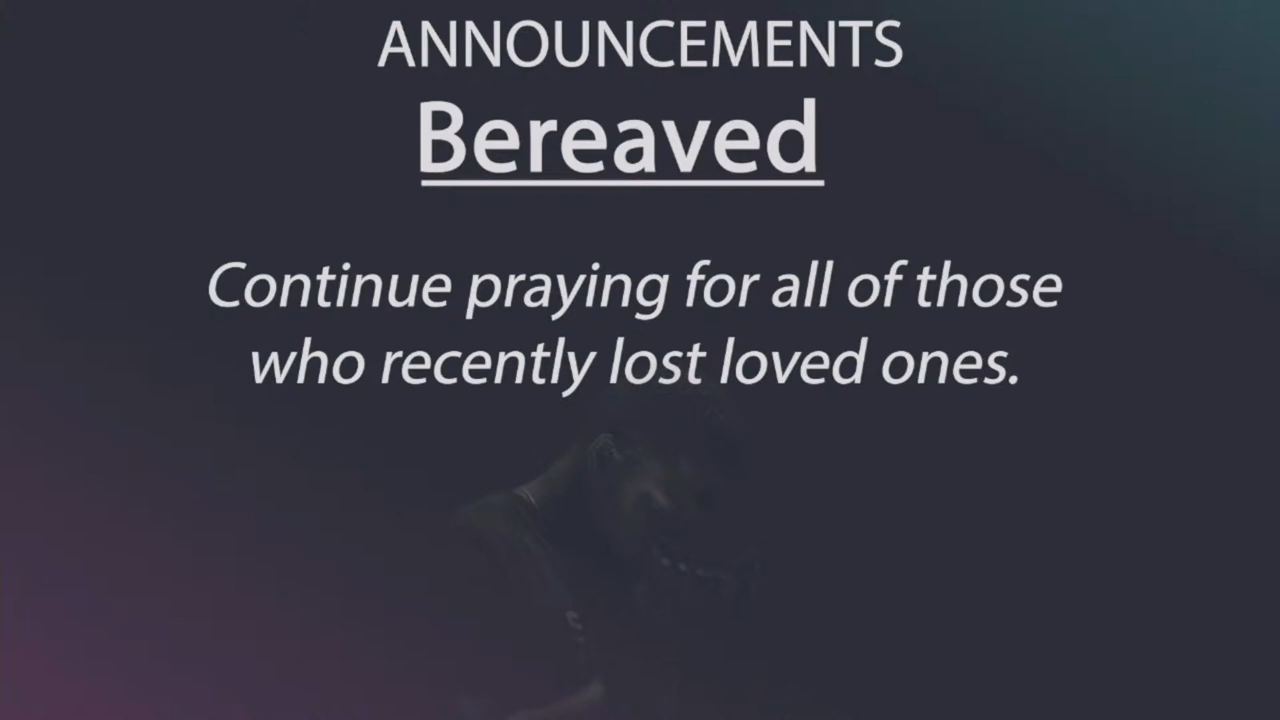 ANNOUNCEMENTS
Bereaved
Continue praying for all of those
who recently lost loved ones.